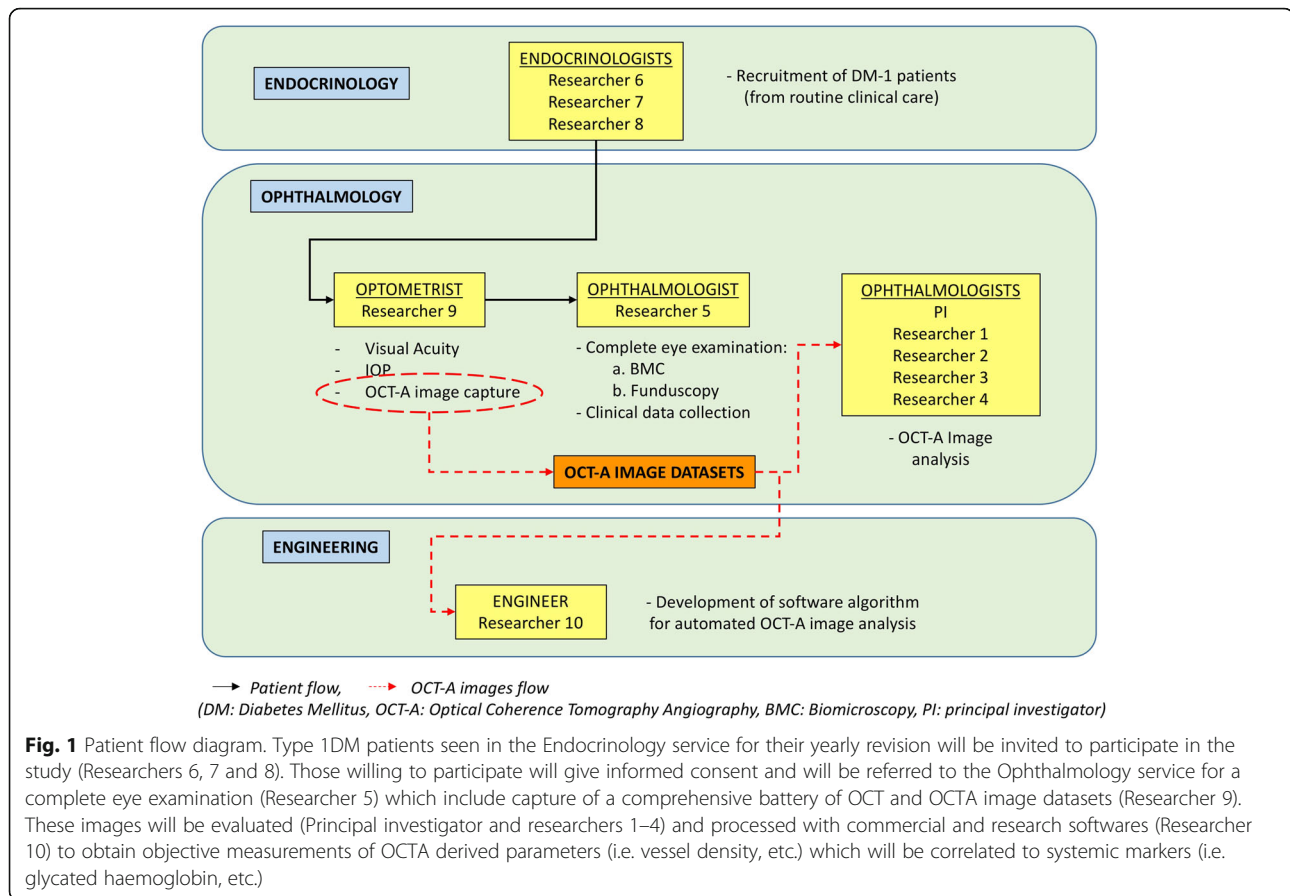 ENDOCRINOLOGY
ENDOCRINOLOGISTS
Researcher 6
Researcher 7
Researcher 8
- Recruitment of DM-1 patients
(from routine clinical care)
OPHTHALMOLOGY
OPTOMETRIST
Researcher 9
- Visual Acuity
- IOP
- OCT-A image capture
OPHTHALMOLOGIST
Researcher 5
- Complete eye examination:
a. BMC
b. Funduscopy
- Clinical data collection
OPHTHALMOLOGISTS
PI
Researcher 1
Researcher 2
Researcher 3
Researcher 4
- OCT-A Image
analysis
OCT-A IMAGE DATASETS
ENGINEERING
ENGINEER
Researcher 10
- Development of software algorithm
for automated OCT-A image analysis
Patient flow, OCT-A images flow
(DM: Diabetes Mellitus, OCT-A: Optical Coherence Tomography Angiography, BMC: Biomicroscopy, PI: principal investigator)
Fig. 1 Patient flow diagram. Type 1DM patients seen in the Endocrinology service for their yearly revision will be invited to participate in the
study (Researchers 6, 7 and 8). Those willing to participate will give informed consent and will be referred to the Ophthalmology service for a
complete eye examination (Researcher 5) which include capture of a comprehensive battery of OCT and OCTA image datasets (Researcher 9).
These images will be evaluated (Principal investigator and researchers 1–4) and processed with commercial and research softwares (Researcher
10) to obtain objective measurements of OCTA derived parameters (i.e. vessel density, etc.) which will be correlated to systemic markers (i.e.
glycated haemoglobin, etc.)